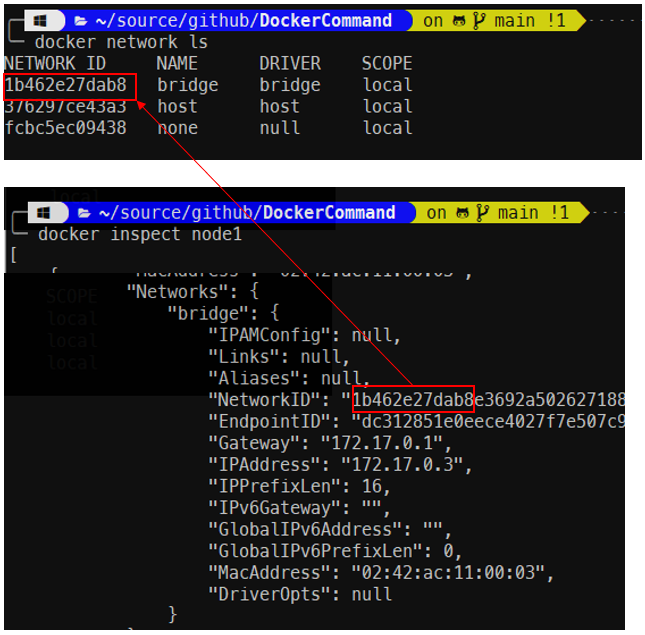 ~/source/github/DockerCommand on main !1
docker network ls
NETWORK ID NAME DRIVER SCOPE
1b462e27dab8 bridge bridge local
376297ce43a3 host host local
fcbc5ec09438 none null local
~/source/github/DockerCommand on main !1
docker inspect node1
[
{ "MacAddress": "02:42:ac:11:00:03",
SCOPE "Networks": {
local "bridge": {
"IPAMConfig": null,
local "Links": null,
local "Aliases": null,
"NetworkID": "1b462e27dab8e3692a502627188
"EndpointID": "dc312851e0eece4027f7e507c9
"Gateway": "172.17.0.1",
"IPAddress": "172.17.0.3",
"IPPrefixLen": 16,
"IPv6Gateway": "",
"GlobalIPv6Address": "",
"GlobalIPv6PrefixLen": 0,
"MacAddress": "02:42:ac:11:00:03",
"DriverOpts": null
}
}